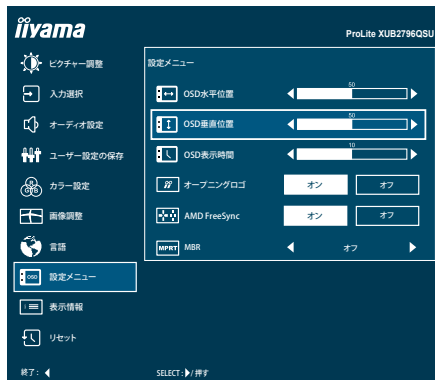 iiyama
ProLite XUB2796QSU
ピクチャー調整
入力選択
オーディオ設定
ユーザー設定の保存
カラー設定
画像調整
言語
設定メニュー
表示情報
リセット
設定メニュー
OSD水平位置
50
OSD垂直位置
50
OSD表示時間
10
オープニングロゴ オン オフ
AMD FreeSync オン オフ
MPRT MBR オフ
終了:
SELECT: / 押す
R
G B
OSD
i